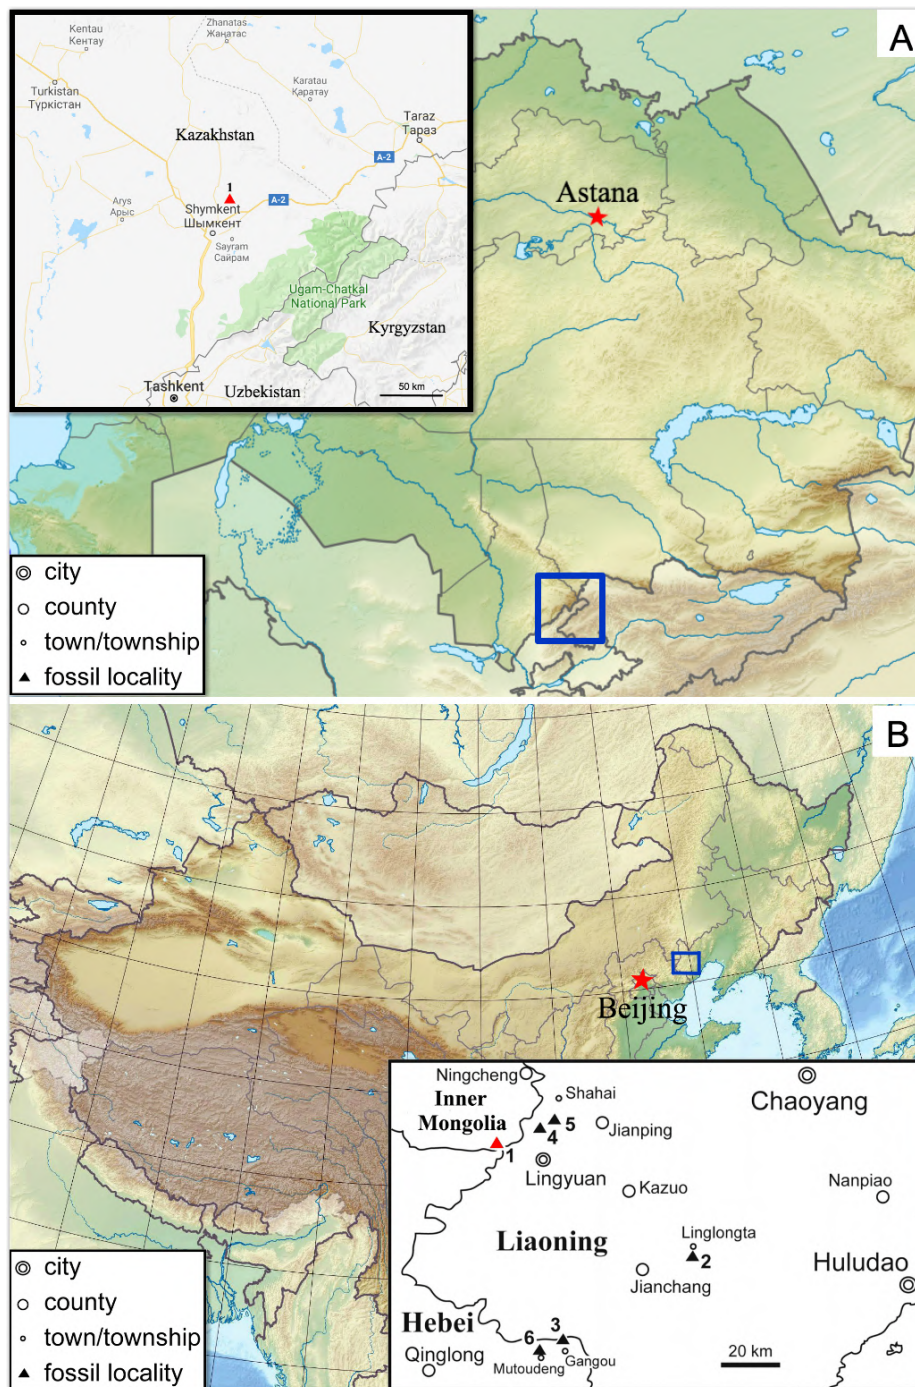 A
Kentau
Кентау
Zhanatas
Жаңатас
Turkistan
Түркістан
Karatau
Қаратау
Taraz
Тараз
Kazakhstan
A-2
1
A-2
Arys
Арыс
Shymkent
Шымкент
Sayram
Сайрам
Ugam-Chatkal
National Park
Kyrgyzstan
Tashkent
Uzbekistan
50 km
Astana
city
county
town/township
fossil locality
B
Beijing
Ningcheng
Inner
Mongolia
Shahai
Chaoyang
5
4
Jianping
1
Lingyuan
Kazuo
Nanpiao
Liaoning
Linglongta
2
Jianchang
Huludao
Hebei
3
6
Qinglong
Mutoudeng
Gangou
20 km
city
county
town/township
fossil locality